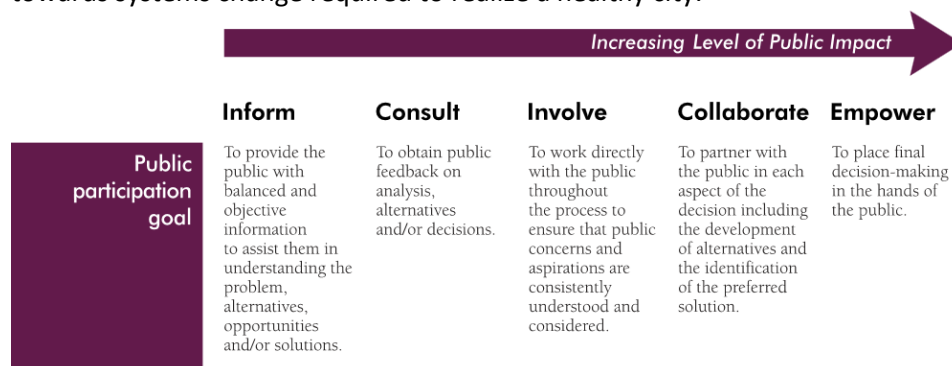 towards systems change required to realize a healthy city.
Increasing Level of Public Impact
Inform
Consult
Involve
Collaborate
Empower
Public
participation
goal
To provide the
public with
balanced and
objective
information
to assist them in
understanding the
problem,
alternatives,
opportunities
and/or solutions.
To obtain public
feedback on
analysis,
alternatives
and/or decisions.
To work directly
with the public
throughout
the process to
ensure that public
concerns and
aspirations are
consistently
understood and
considered.
To partner with
the public in each
aspect of the
decision including
the development
of alternatives and
the identification
of the preferred
solution.
To place final
decision-making
in the hands of
the public.